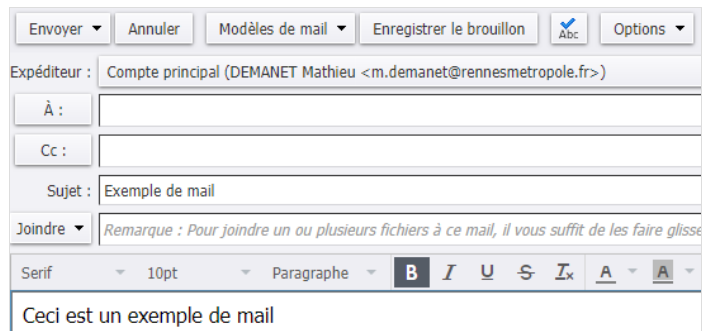 Envoyer Annuler Modèles de mail Enregistrer le brouillon Abc Options
Expéditeur : Compte principal (DEMANET Mathieu <m.demanet@rennesmetropole.fr>)
À :
Cc :
Sujet : Exemple de mail
Joindre Remarque : Pour joindre un ou plusieurs fichiers à ce mail, il vous suffit de les faire glisse
Serif 10pt Paragraphe B I U S Tx A A
Ceci est un exemple de mail